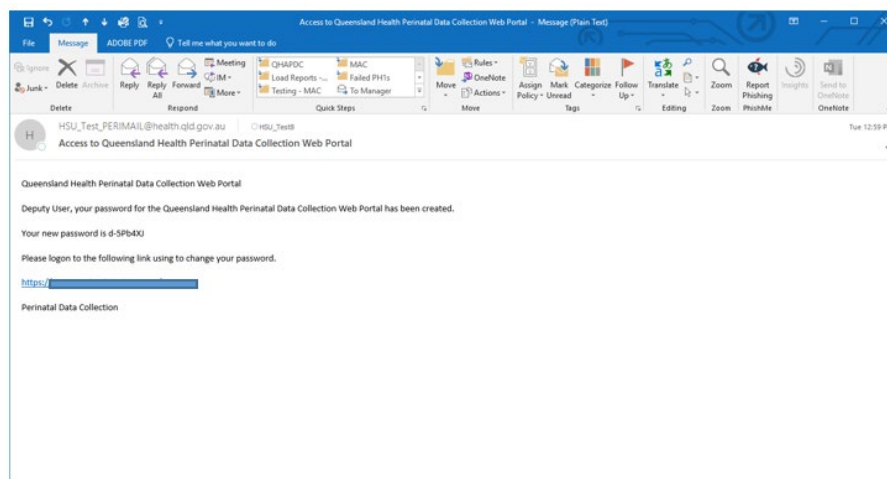 Access to Queensland Health Perinatal Data Collection Web Portal - Message (Plain Text)
File Message ADOBE PDF Tell me what you want to do
Ignore
Junk
Delete Archive
Reply Reply All Forward
Meeting
IM
More
QHAPDC
Load Reports -...
Testing - MAC
MAC
Failed PH1s
To Manager
Move
Rules
OneNote
Actions
Assign Policy Mark Unread Categorize Follow Up
Translate
Zoom
Report Phishing
Insights
Send to OneNote
Delete Respond Quick Steps Move Tags Editing Zoom PhishMe OneNote
H
HSU_Test_PERIMAIL@health.qld.gov.au HSU_Test8
Tue 12:59 P
Access to Queensland Health Perinatal Data Collection Web Portal
Queensland Health Perinatal Data Collection Web Portal
Deputy User, your password for the Queensland Health Perinatal Data Collection Web Portal has been created.
Your new password is d-5Pb4XJ
Please logon to the following link using to change your password.
https:/
Perinatal Data Collection